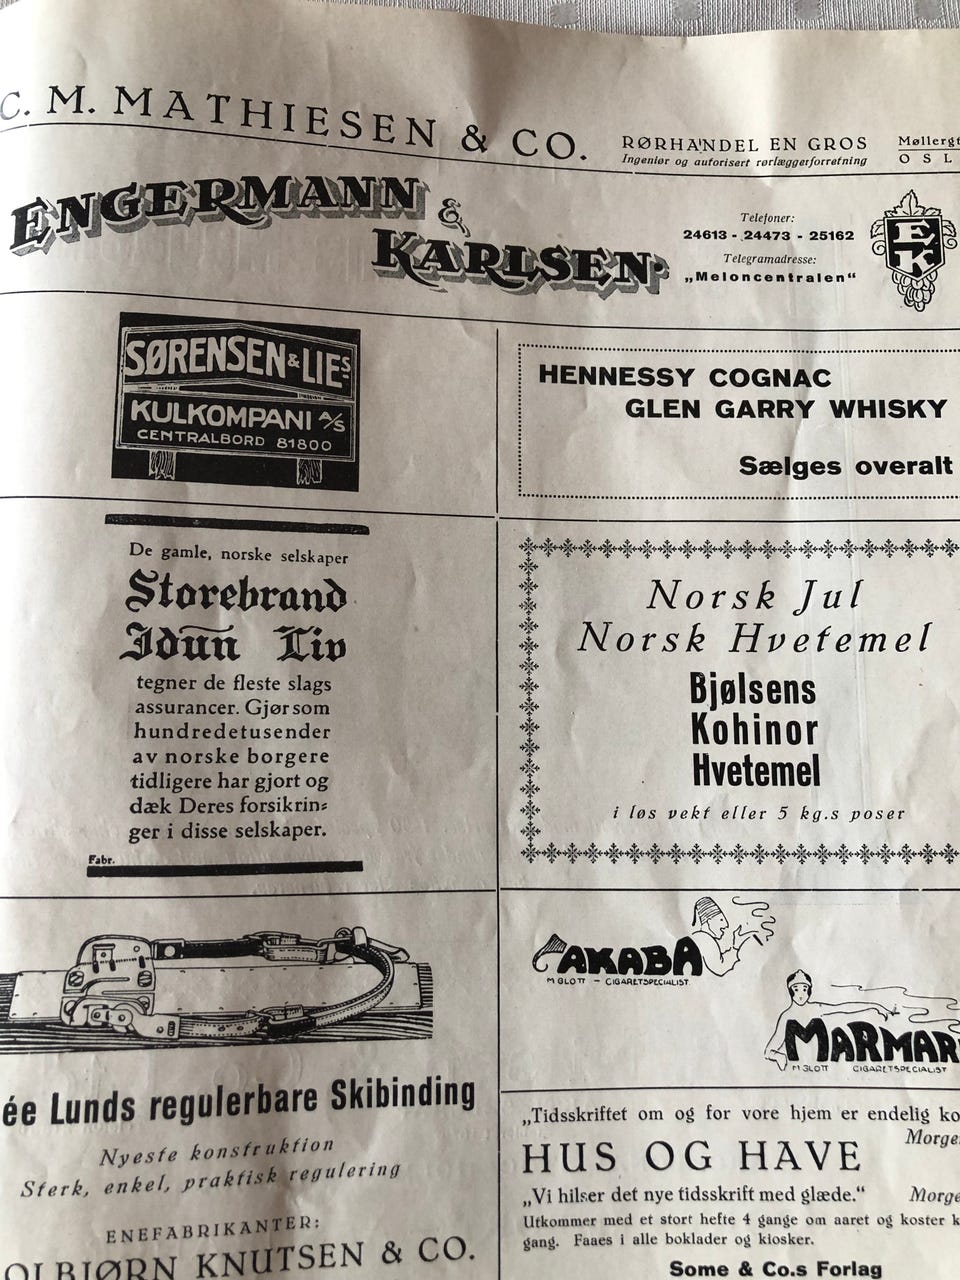 C. M. MATHIESEN & CO.
RØRHANDEL EN GROS
Ingeniør og autorisert rørlæggerforretning
ENGERMANN &
KARLSEN.
Telefoner:
24613 - 24473 - 25162
Telegramadresse:
„Meloncentralen“
E
K
SØRENSEN & LIES
KULKOMPANI A/S
CENTRALBORD 81800
HENNESSY COGNAC
GLEN GARRY WHISKY
Sælges overalt
De gamle, norske selskaper
Storebrand
Idun Liv
tegner de fleste slags
assurancer. Gjør som
hundredetusender
av norske borgere
tidligere har gjort og
dæk Deres forsikrin-
ger i disse selskaper.
Fabr.
Norsk Jul
Norsk Hvetemel
Bjølsens
Kohinor
Hvetemel
i løs vekt eller 5 kg.s poser
AKABA
M GLOTT – CIGARETSPECIALIST
MARMAR
M GLOTT CIGARETSPECIALIST
ée Lunds regulerbare Skibinding
Nyeste konstruktion
Sterk, enkel, praktisk regulering
ENEFABRIKANTER:
OLBJØRN KNUTSEN & CO.
„Tidsskriftet om og for vore hjem er endelig
HUS OG HAVE
„Vi hilser det nye tidsskrift med glæde.“
Utkommer med et stort hefte 4 gange om aaret og koster
gang. Faaes i alle boklader og kiosker.
Some & Co.s Forlag